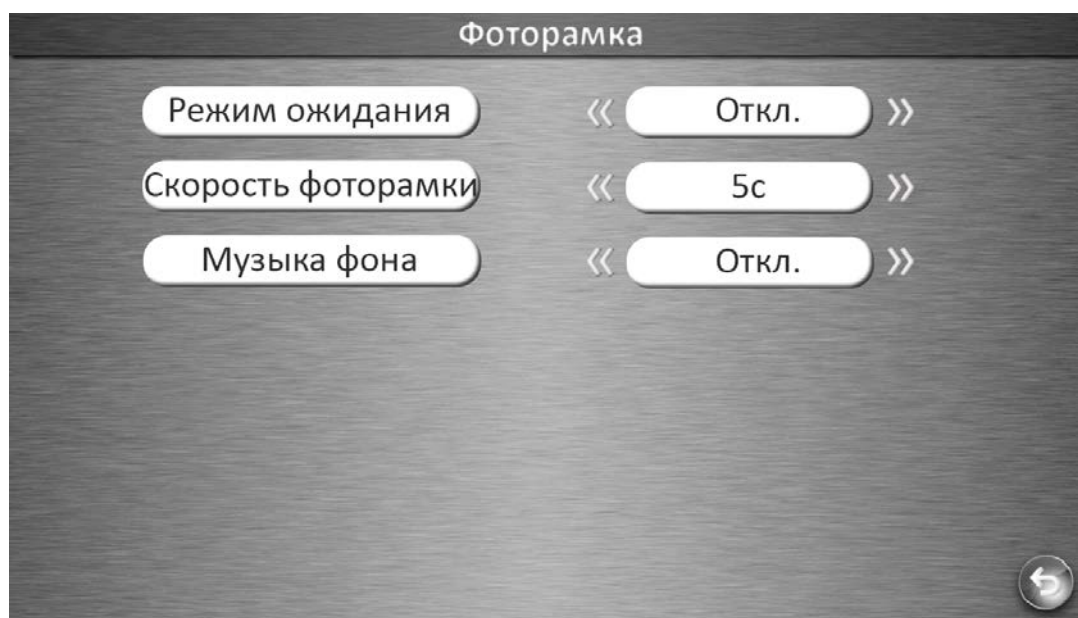 Фоторамка
Режим ожидания « Откл. »
Скорость фоторамки « 5с »
Музыка фона « Откл. »